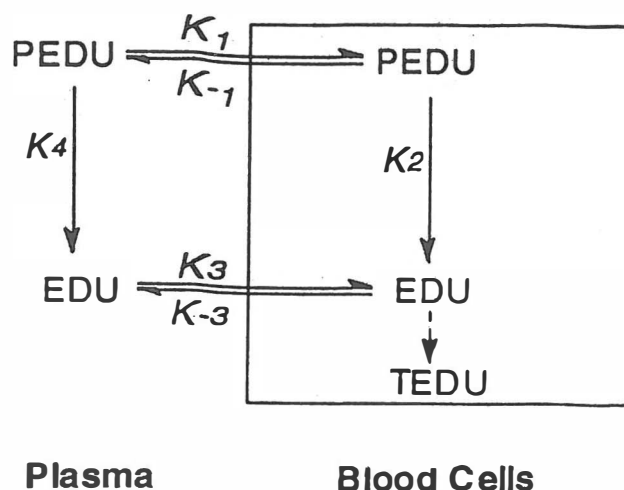 K1
PEDU PEDU
K-1
K4 K2
K3
EDU EDU
K-3
TEDU
Plasma Blood Cells